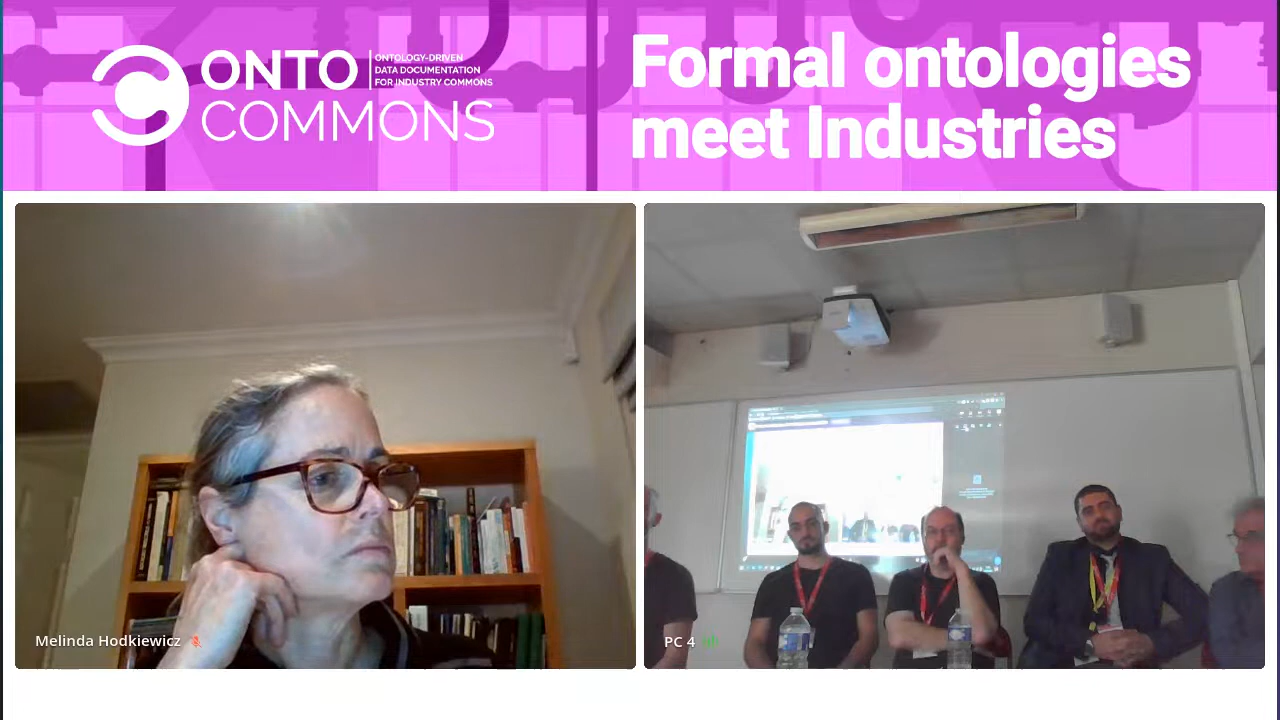 ONTO
COMMONS
ONTOLOGY-DRIVEN
DATA DOCUMENTATION
FOR INDUSTRY COMMONS
Formal ontologies
meet Industries
Melinda Hodkiewicz
PC 4